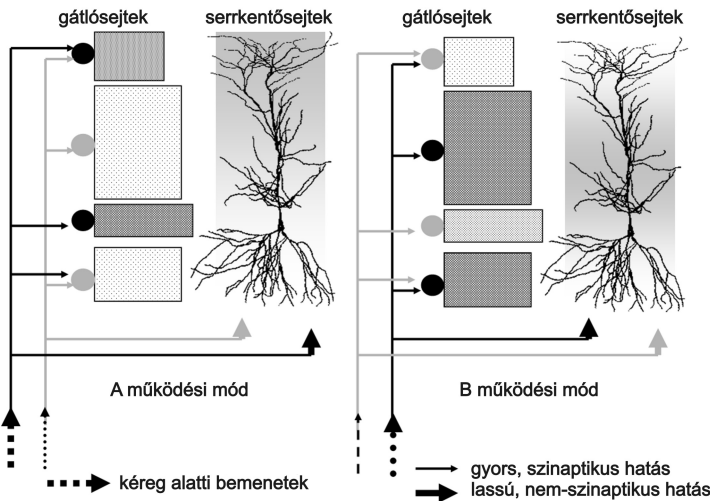 gátlósejtek
serrkentősejtek
gátlósejtek
serrkentősejtek
A működési mód
B működési mód
kéreg alatti bemenetek
gyors, szinaptikus hatás
lassú, nem-szinaptikus hatás